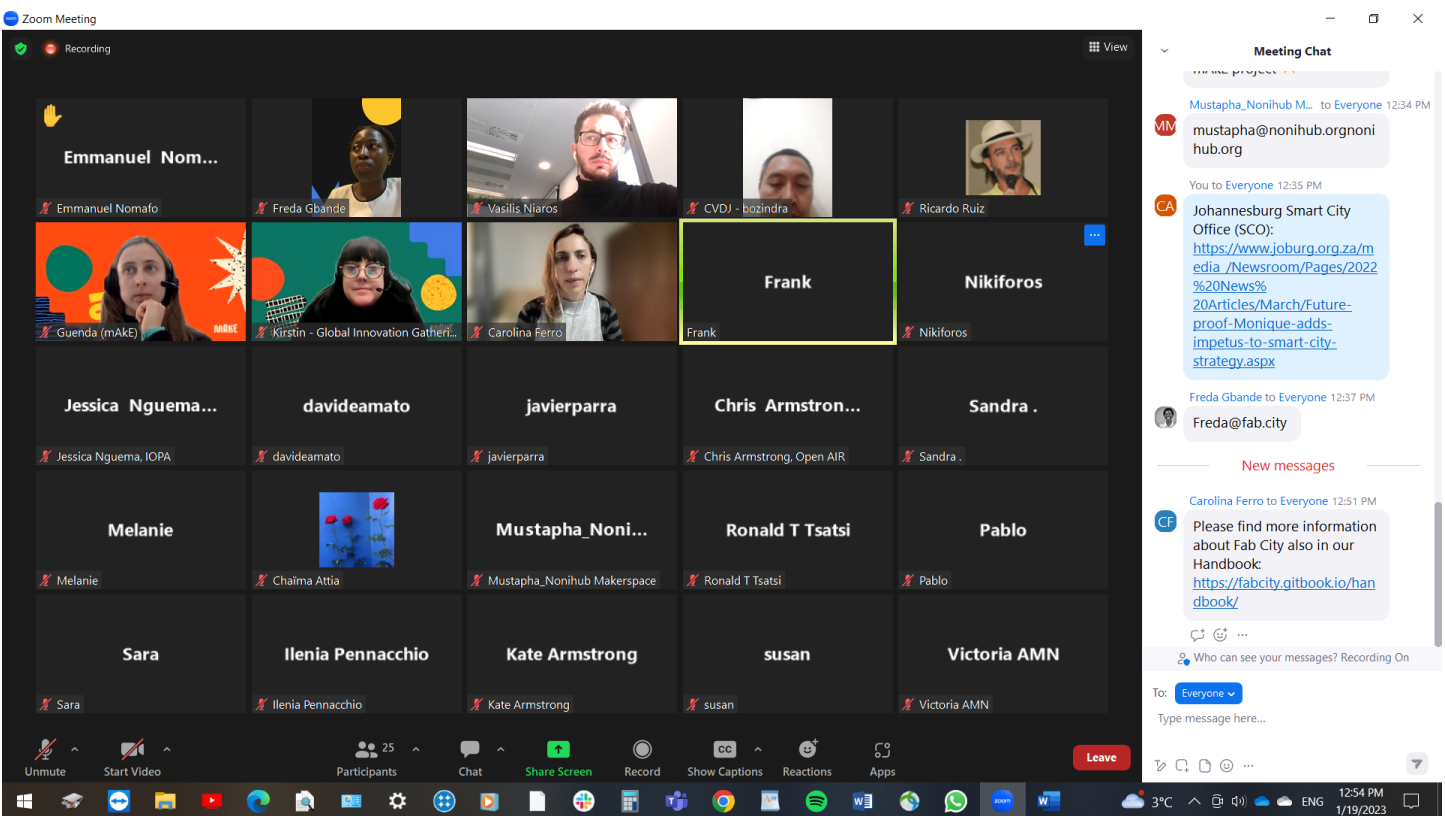 Zoom Meeting
Recording
View
Emmanuel Nom...
Emmanuel Nomafo
Freda Gbande
Vasilis Niaros
CVDJ - bozindra
Ricardo Ruiz
Guenda (mAkE)
MAKE
Kirstin - Global Innovation Gatheri...
Carolina Ferro
Frank
Frank
Nikiforos
Nikiforos
Jessica Nguema...
Jessica Nguema, IOPA
davideamato
davideamato
javierparra
javierparra
Chris Armstron...
Chris Armstrong, Open AIR
Sandra .
Sandra .
Melanie
Melanie
Chaïma Attia
Mustapha_Noni...
Mustapha_Nonihub Makerspace
Ronald T Tsatsi
Ronald T Tsatsi
Pablo
Pablo
Sara
Sara
Ilenia Pennacchio
Ilenia Pennacchio
Kate Armstrong
Kate Armstrong
susan
susan
Victoria AMN
Victoria AMN
Unmute
Start Video
25
Participants
Chat
Share Screen
Record
CC
Show Captions
Reactions
Apps
Leave
Meeting Chat
mAkE project
Mustapha_Nonihub M... to Everyone 12:34 PM
MM
mustapha@nonihub.orgnoni
hub.org
You to Everyone 12:35 PM
CA
Johannesburg Smart City
Office (SCO):
https://www.joburg.org.za/m
edia_/Newsroom/Pages/2022
%20News%
20Articles/March/Future-
proof-Monique-adds-
impetus-to-smart-city-
strategy.aspx
Freda Gbande to Everyone 12:37 PM
Freda@fab.city
New messages
Carolina Ferro to Everyone 12:51 PM
CF
Please find more information
about Fab City also in our
Handbook:
https://fabcity.gitbook.io/han
dbook/
Who can see your messages? Recording On
To: Everyone
Type message here...
zoom
3°C
ENG
12:54 PM
1/19/2023